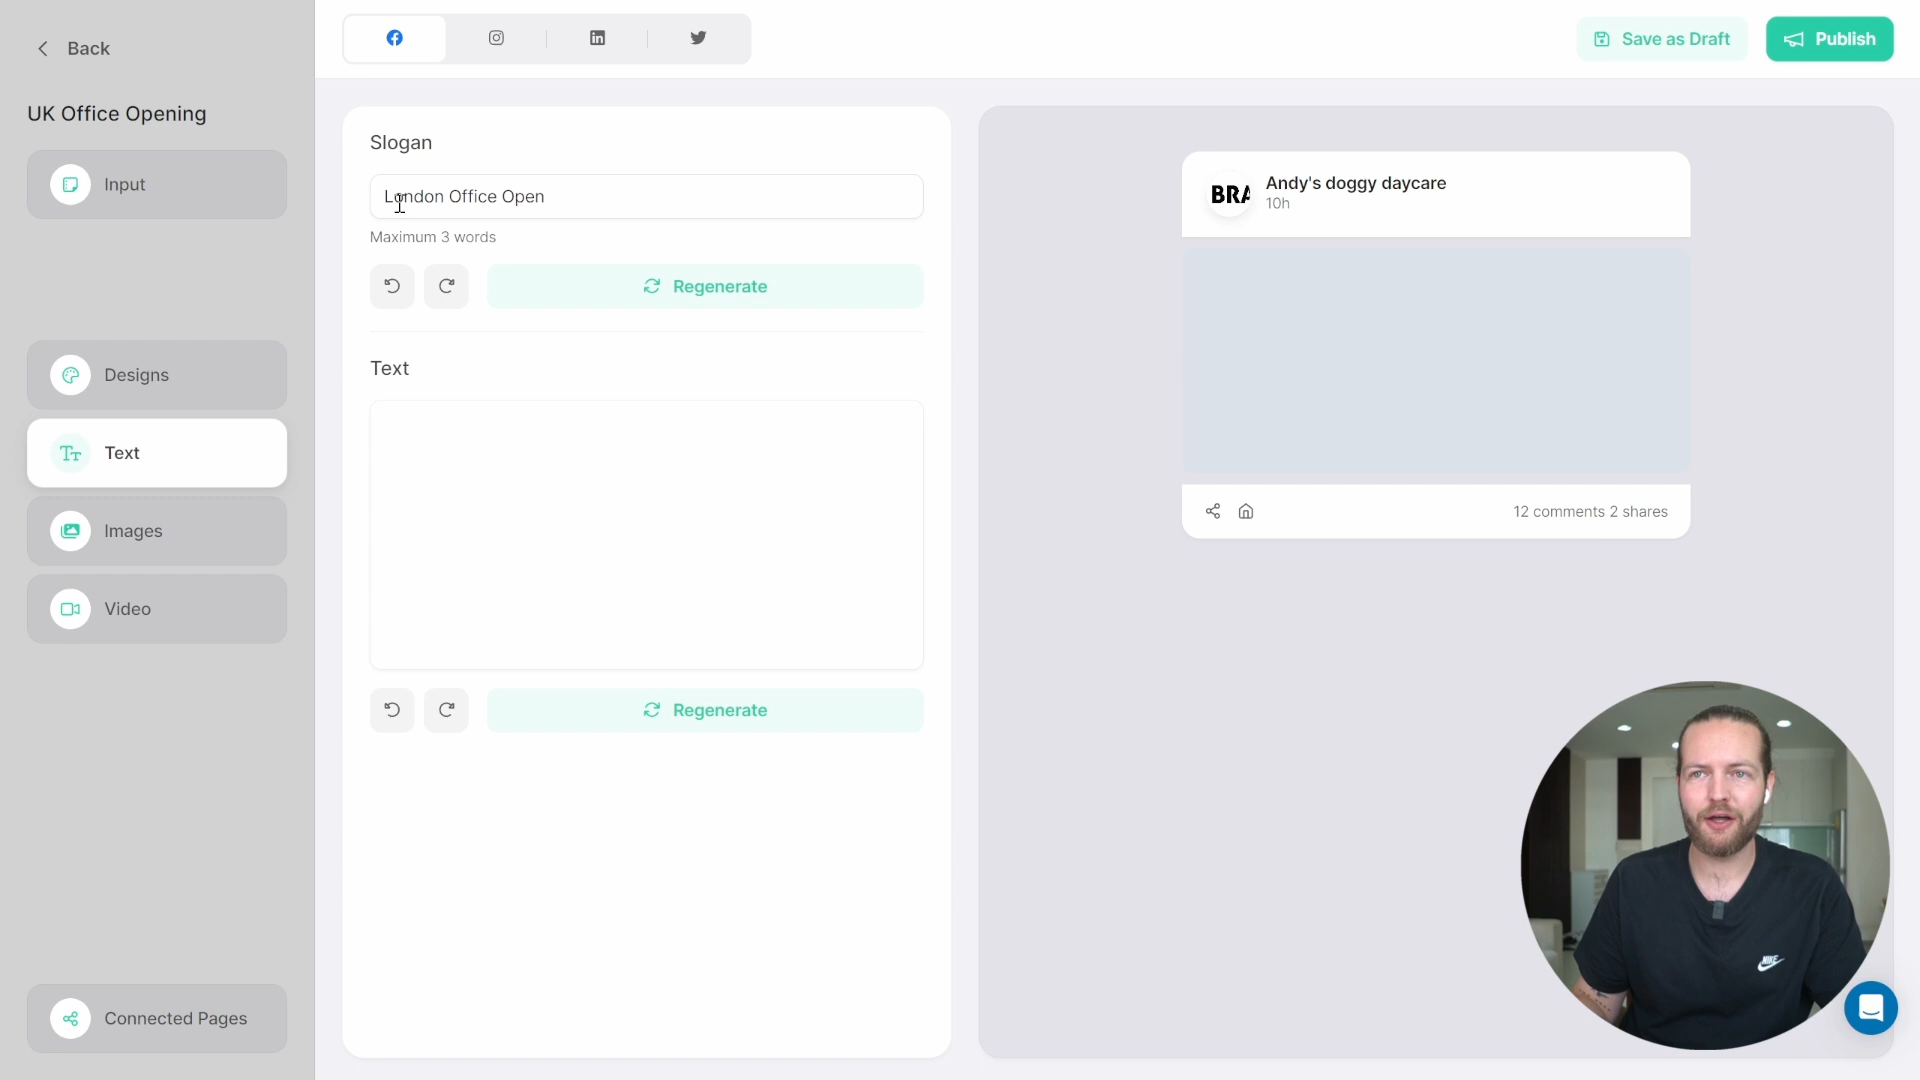 Back
UK Office Opening
Input
Designs
Text
Images
Video
Connected Pages
Save as Draft
Publish
Slogan
London Office Open
Maximum 3 words
Regenerate
Text
Regenerate
BRA
Andy's doggy daycare
10h
12 comments 2 shares
NIKE